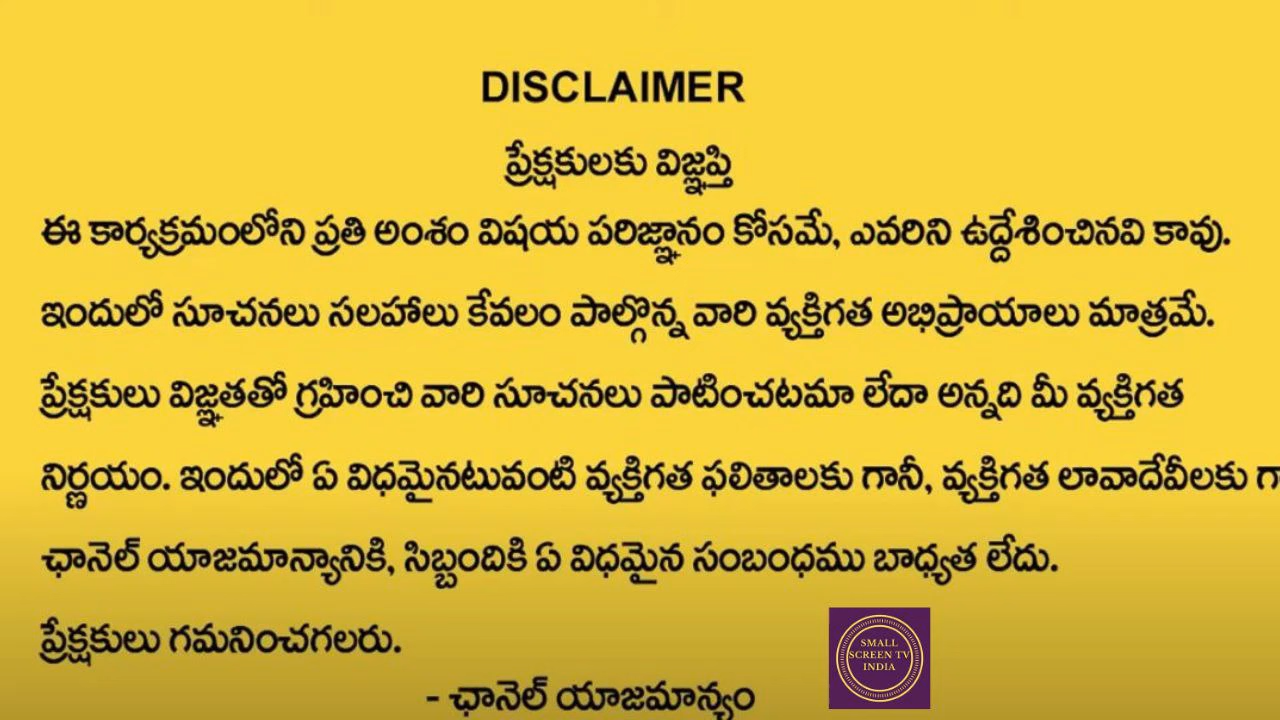 DISCLAIMER
ప్రేక్షకులకు విజ్ఞప్తి
ఈ కార్యక్రమంలోని ప్రతి అంశం విషయ పరిజ్ఞానం కోసమే, ఎవరిని ఉద్దేశించినవి కావు.
ఇందులో సూచనలు సలహాలు కేవలం పాల్గొన్న వారి వ్యక్తిగత అభిప్రాయాలు మాత్రమే.
ప్రేక్షకులు విజ్ఞతతో గ్రహించి వారి సూచనలు పాటించటమా లేదా అన్నది మీ వ్యక్తిగత
నిర్ణయం. ఇందులో ఏ విధమైనటువంటి వ్యక్తిగత ఫలితాలకు గానీ, వ్యక్తిగత లావాదేవీలకు
ఛానెల్ యాజమాన్యానికి, సిబ్బందికి ఏ విధమైన సంబంధము బాధ్యత లేదు.
ప్రేక్షకులు గమనించగలరు.
- ఛానెల్ యాజమాన్యం
SMALL
SCREEN TV
INDIA